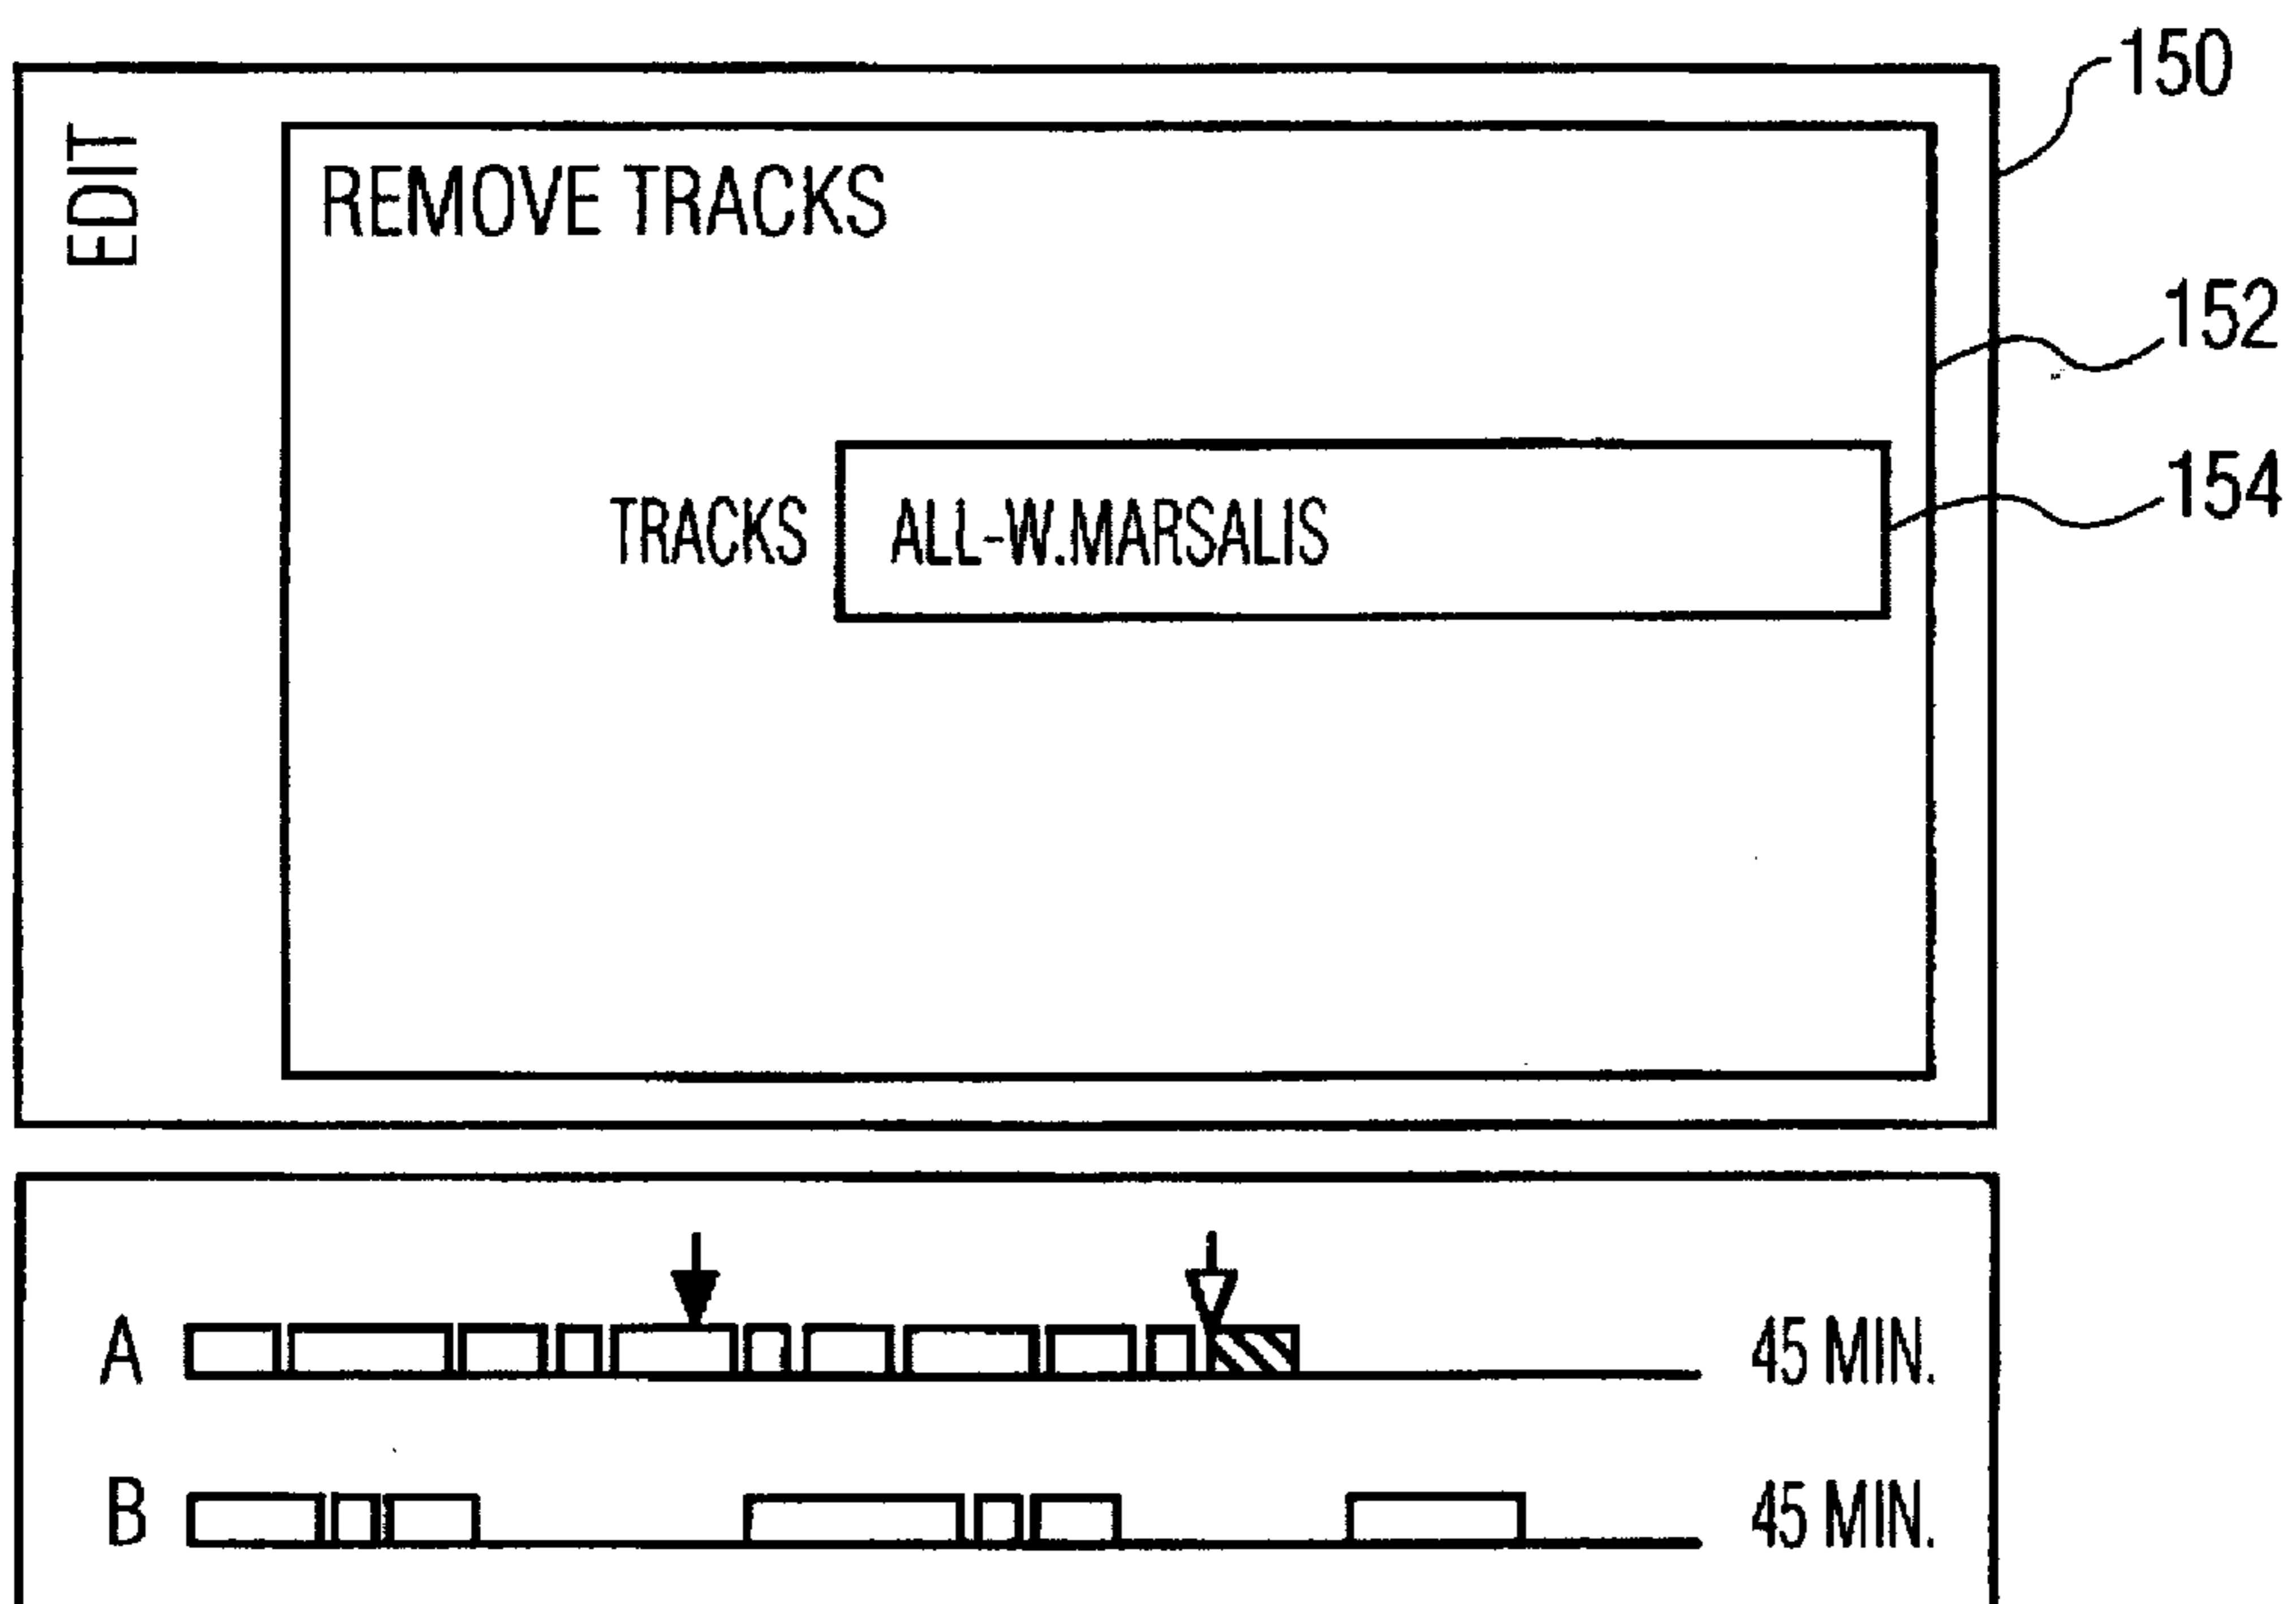 150
EDIT
REMOVE TRACKS
152
154
TRACKS ALL-W.MARSALIS
A 45 MIN.
B 45 MIN.